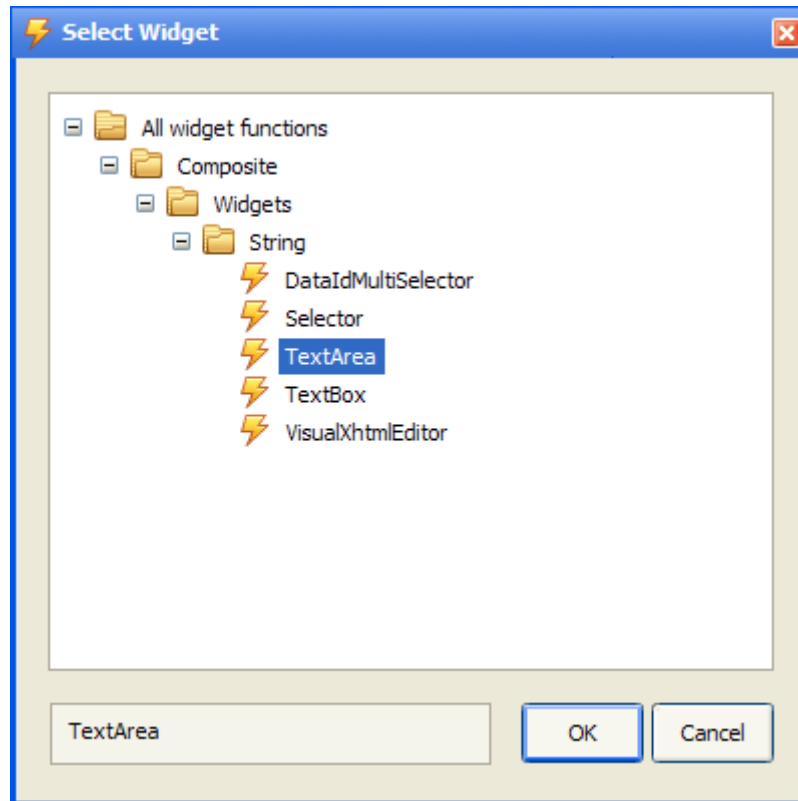 Select Widget
All widget functions
Composite
Widgets
String
DataIdMultiSelector
Selector
TextArea
TextBox
VisualXhtmlEditor
TextArea
OK
Cancel